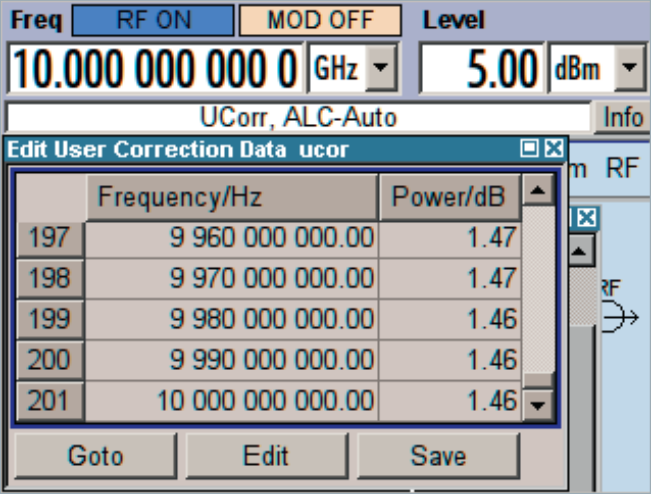 Freq RF ON MOD OFF Level
10.000 000 000 0 GHz 5.00 dBm
UCorr, ALC-Auto Info
Edit User Correction Data ucor
m RF
Frequency/Hz Power/dB
197 9 960 000 000.00 1.47
198 9 970 000 000.00 1.47
RF
199 9 980 000 000.00 1.46
200 9 990 000 000.00 1.46
201 10 000 000 000.00 1.46
Goto Edit Save